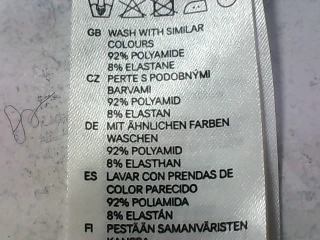 GB WASH WITH SIMILAR
COLOURS
92% POLYAMIDE
8% ELASTANE
CZ PERTE S PODOBNÝMI
BARVAMI
92% POLYAMID
8% ELASTAN
DE MIT ÄHNLICHEN FARBEN
WASCHEN
92% POLYAMID
8% ELASTHAN
ES LAVAR CON PRENDAS DE
COLOR PARECIDO
92% POLIAMIDA
8% ELASTÁN
FI PESTÄÄN SAMANVÄRISTEN
KANSSA